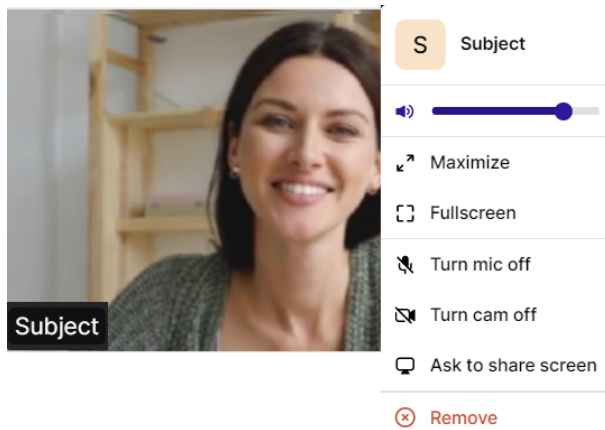 Subject
S
Subject
Maximize
Fullscreen
Turn mic off
Turn cam off
Ask to share screen
Remove